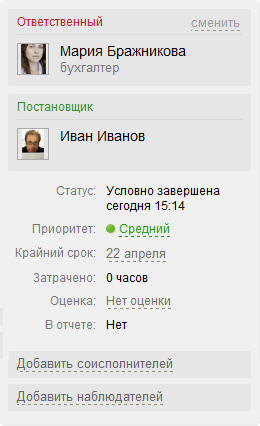 Ответственный сменить
Мария Бражникова
бухгалтер
Постановщик
Иван Иванов
Статус: Условно завершена
сегодня 15:14
Приоритет: Средний
Крайний срок: 22 апреля
Затрачено: 0 часов
Оценка: Нет оценки
В отчете: Нет
Добавить соисполнителей
Добавить наблюдателей